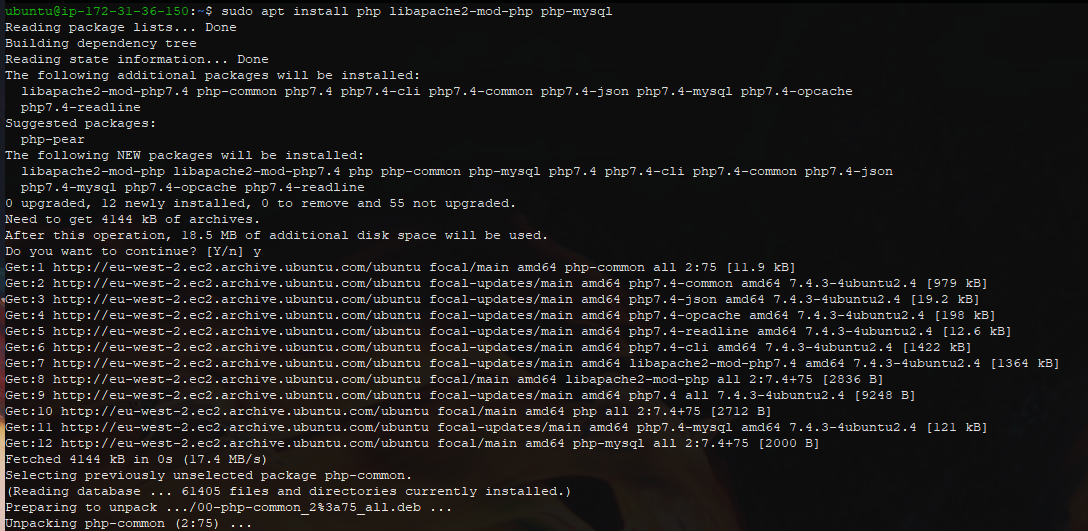 ubuntu@ip-172-31-36-150:~$ sudo apt install php libapache2-mod-php php-mysql
Reading package lists... Done
Building dependency tree
Reading state information... Done
The following additional packages will be installed:
  libapache2-mod-php7.4 php-common php7.4 php7.4-cli php7.4-common php7.4-json php7.4-mysql php7.4-opcache
  php7.4-readline
Suggested packages:
  php-pear
The following NEW packages will be installed:
  libapache2-mod-php libapache2-mod-php7.4 php php-common php-mysql php7.4 php7.4-cli php7.4-common php7.4-json
  php7.4-mysql php7.4-opcache php7.4-readline
0 upgraded, 12 newly installed, 0 to remove and 55 not upgraded.
Need to get 4144 kB of archives.
After this operation, 18.5 MB of additional disk space will be used.
Do you want to continue? [Y/n] y
Get:1 http://eu-west-2.ec2.archive.ubuntu.com/ubuntu focal/main amd64 php-common all 2:75 [11.9 kB]
Get:2 http://eu-west-2.ec2.archive.ubuntu.com/ubuntu focal-updates/main amd64 php7.4-common amd64 7.4.3-4ubuntu2.4 [979 kB]
Get:3 http://eu-west-2.ec2.archive.ubuntu.com/ubuntu focal-updates/main amd64 php7.4-json amd64 7.4.3-4ubuntu2.4 [19.2 kB]
Get:4 http://eu-west-2.ec2.archive.ubuntu.com/ubuntu focal-updates/main amd64 php7.4-opcache amd64 7.4.3-4ubuntu2.4 [198 kB]
Get:5 http://eu-west-2.ec2.archive.ubuntu.com/ubuntu focal-updates/main amd64 php7.4-readline amd64 7.4.3-4ubuntu2.4 [12.6 kB]
Get:6 http://eu-west-2.ec2.archive.ubuntu.com/ubuntu focal-updates/main amd64 php7.4-cli amd64 7.4.3-4ubuntu2.4 [1422 kB]
Get:7 http://eu-west-2.ec2.archive.ubuntu.com/ubuntu focal-updates/main amd64 libapache2-mod-php7.4 amd64 7.4.3-4ubuntu2.4 [1364 kB]
Get:8 http://eu-west-2.ec2.archive.ubuntu.com/ubuntu focal/main amd64 libapache2-mod-php all 2:7.4+75 [2836 B]
Get:9 http://eu-west-2.ec2.archive.ubuntu.com/ubuntu focal-updates/main amd64 php7.4 all 7.4.3-4ubuntu2.4 [9248 B]
Get:10 http://eu-west-2.ec2.archive.ubuntu.com/ubuntu focal/main amd64 php all 2:7.4+75 [2712 B]
Get:11 http://eu-west-2.ec2.archive.ubuntu.com/ubuntu focal-updates/main amd64 php7.4-mysql amd64 7.4.3-4ubuntu2.4 [121 kB]
Get:12 http://eu-west-2.ec2.archive.ubuntu.com/ubuntu focal/main amd64 php-mysql all 2:7.4+75 [2000 B]
Fetched 4144 kB in 0s (17.4 MB/s)
Selecting previously unselected package php-common.
(Reading database ... 61405 files and directories currently installed.)
Preparing to unpack .../00-php-common_2%3a75_all.deb ...
Unpacking php-common (2:75) ...